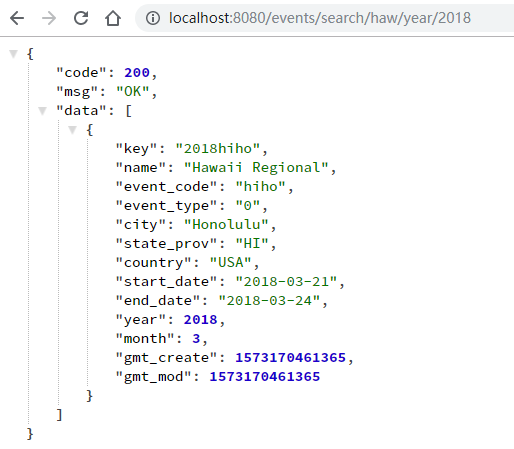 localhost:8080/events/search/haw/year/2018
{
"code": 200,
"msg": "OK",
"data": [
{
"key": "2018hiho",
"name": "Hawaii Regional",
"event_code": "hiho",
"event_type": "0",
"city": "Honolulu",
"state_prov": "HI",
"country": "USA",
"start_date": "2018-03-21",
"end_date": "2018-03-24",
"year": 2018,
"month": 3,
"gmt_create": 1573170461365,
"gmt_mod": 1573170461365
}
]
}